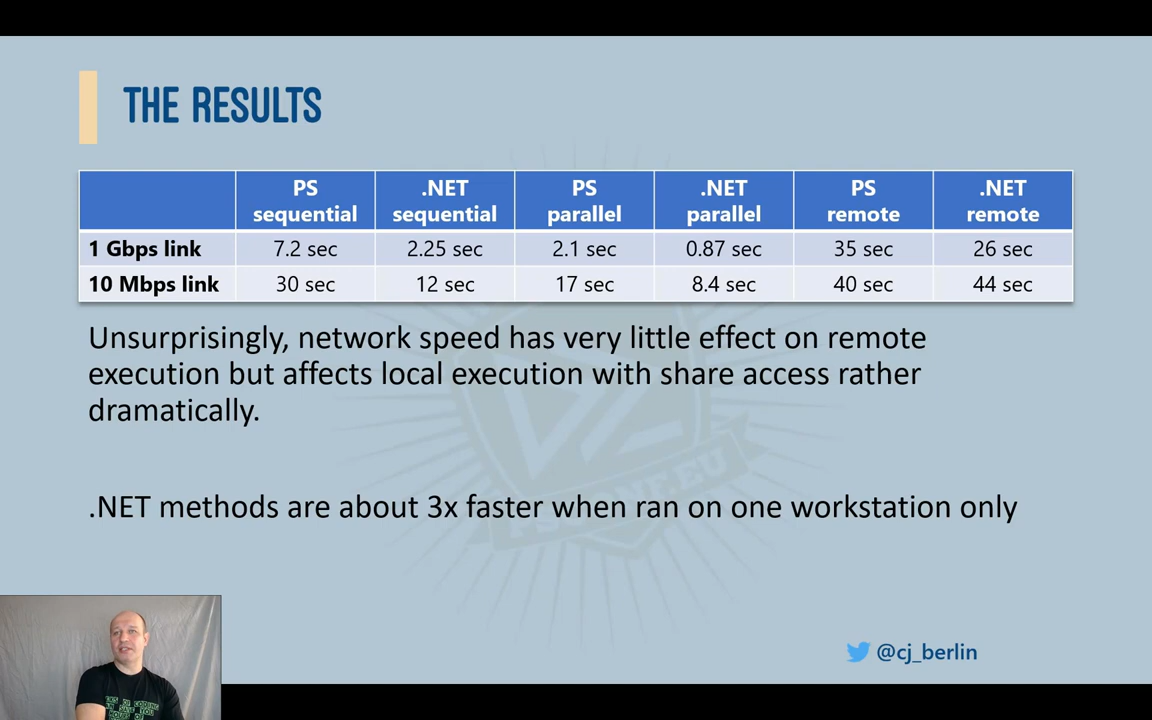 THE RESULTS
PS sequential .NET sequential PS parallel .NET parallel PS remote .NET remote
1 Gbps link 7.2 sec 2.25 sec 2.1 sec 0.87 sec 35 sec 26 sec
10 Mbps link 30 sec 12 sec 17 sec 8.4 sec 40 sec 44 sec
Unsurprisingly, network speed has very little effect on remote
execution but affects local execution with share access rather
dramatically.
.NET methods are about 3x faster when ran on one workstation only
@cj_berlin